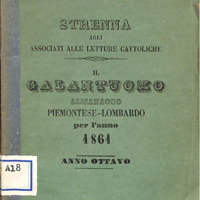 STRENNA
AGLI
ASSOCIATI ALLE LETTURE CATTOLICHE
IL
GALANTUOMO
ALMANACCO
PIEMONTESE-LOMBARDO
per l'anno
1861
ANNO OTTAVO
A18